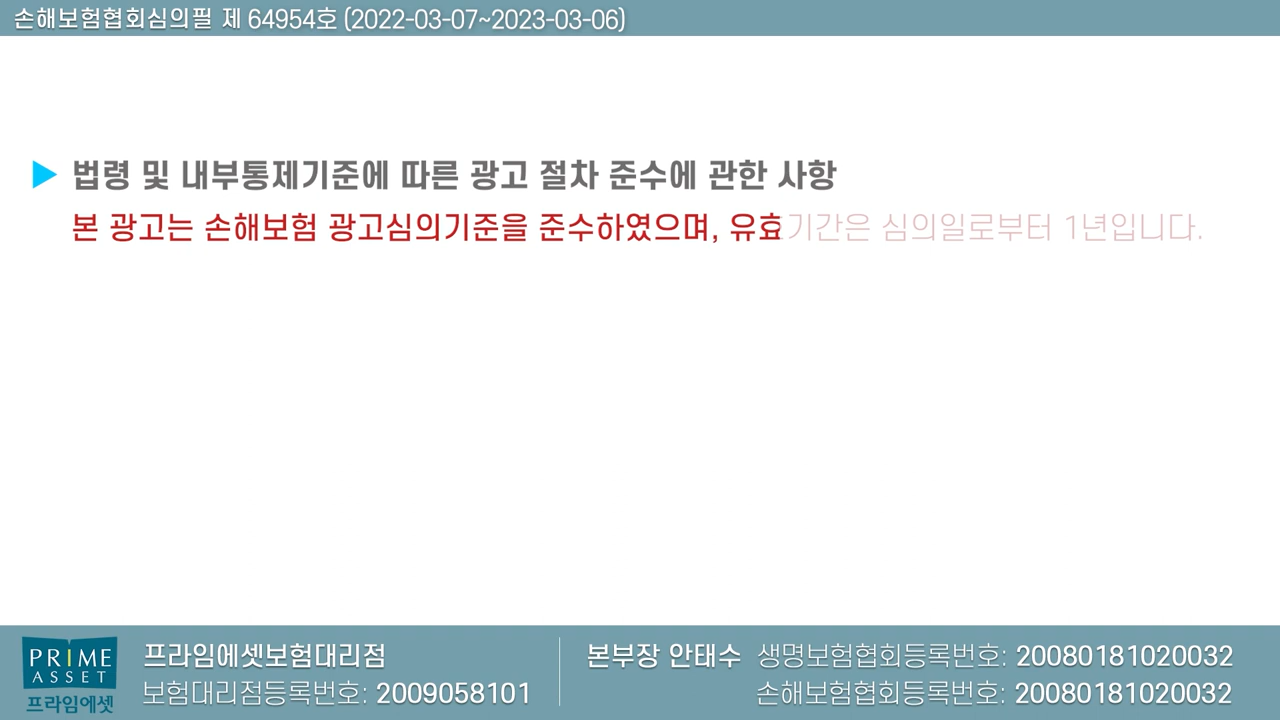 손해보험협회심의필 제 64954호 (2022-03-07~2023-03-06)
▶ 법령 및 내부통제기준에 따른 광고 절차 준수에 관한 사항
본 광고는 손해보험 광고심의기준을 준수하였으며, 유효기간은 심의일로부터 1년입니다.
PRIME
ASSET
프라임에셋
프라임에셋보험대리점
보험대리점등록번호: 2009058101
본부장 안태수 생명보험협회등록번호: 20080181020032
손해보험협회등록번호: 20080181020032